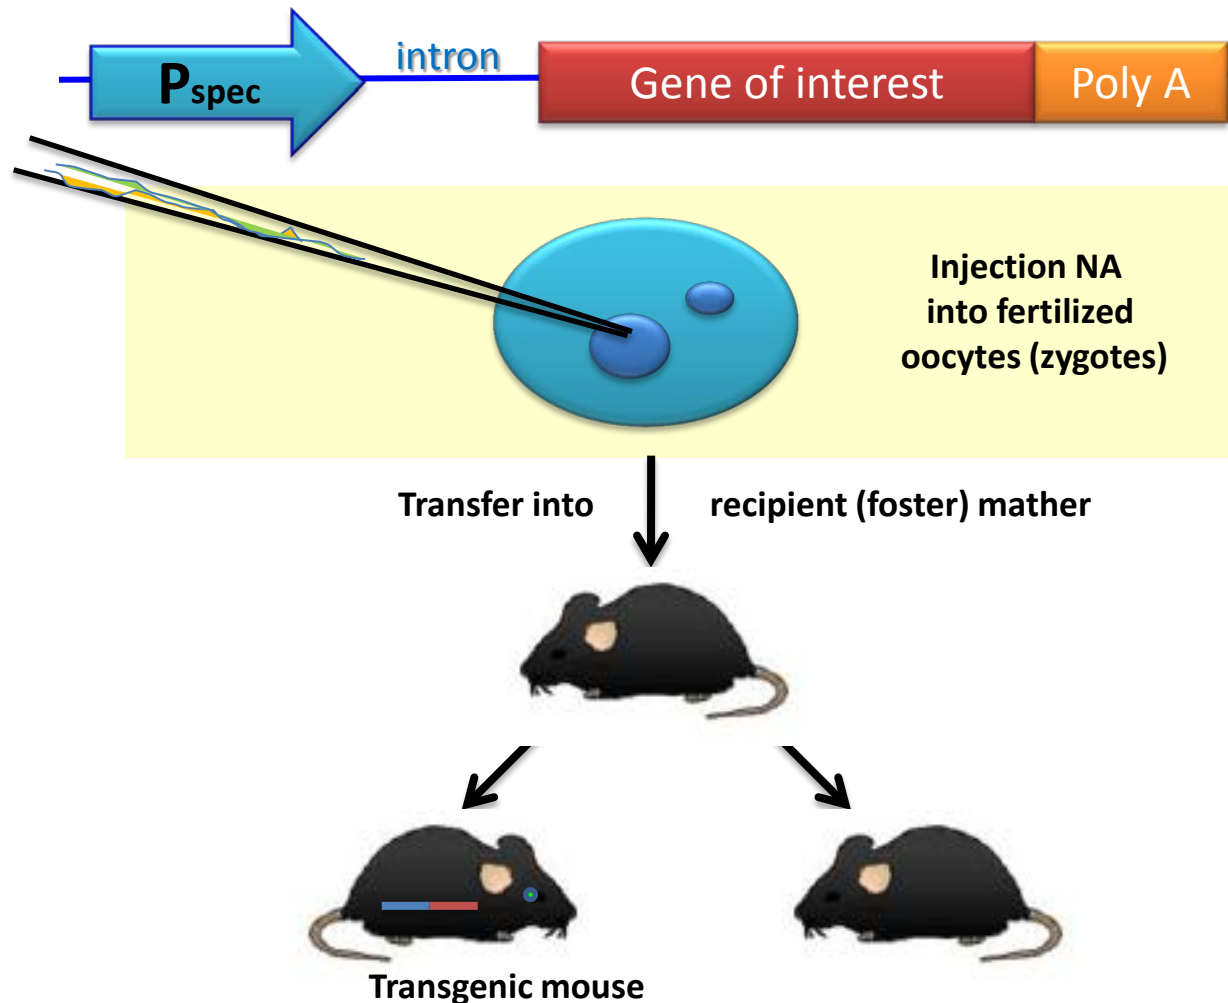 Pspec intron Gene of interest Poly A
Injection NA
into fertilized
oocytes (zygotes)
Transfer into recipient (foster) mather
Transgenic mouse